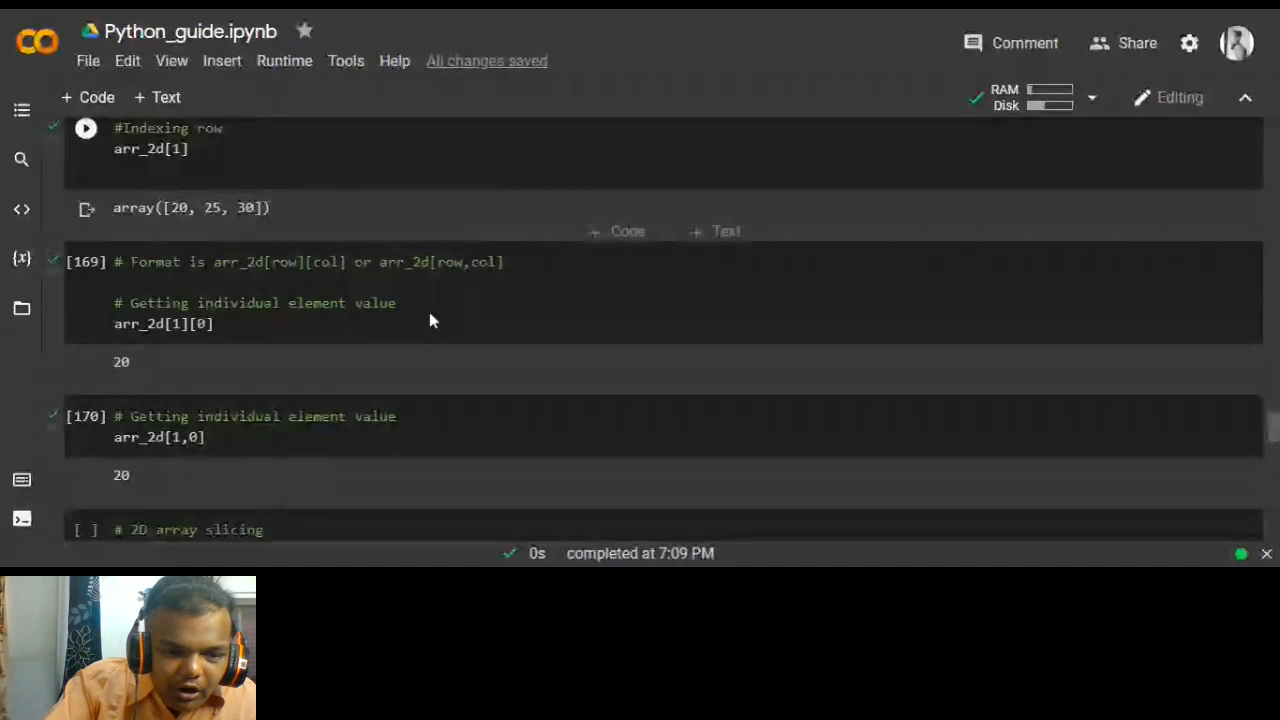 Python_guide.ipynb
File Edit View Insert Runtime Tools Help All changes saved
Comment Share
+ Code + Text
RAM
Disk
Editing
#Indexing row
arr_2d[1]
array([20, 25, 30])
+ Code + Text
[169] # Format is arr_2d[row][col] or arr_2d[row,col]
# Getting individual element value
arr_2d[1][0]
20
[170] # Getting individual element value
arr_2d[1,0]
20
[ ] # 2D array slicing
0s completed at 7:09 PM